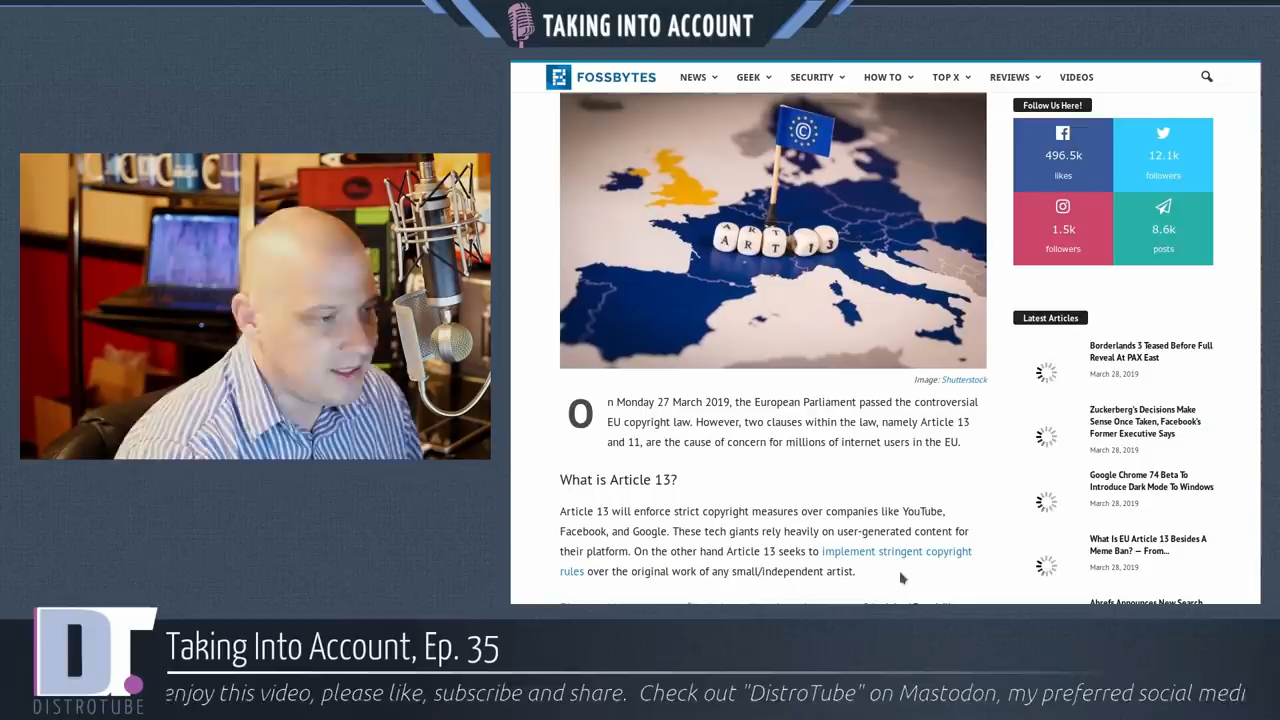 TAKING INTO ACCOUNT
FOSSBYTES
NEWS
GEEK
SECURITY
HOW TO
TOP X
REVIEWS
VIDEOS
ART 13
Image: Shutterstock
On Monday 27 March 2019, the European Parliament passed the controversial
EU copyright law. However, two clauses within the law, namely Article 13
and 11, are the cause of concern for millions of internet users in the EU.
What is Article 13?
Article 13 will enforce strict copyright measures over companies like YouTube,
Facebook, and Google. These tech giants rely heavily on user-generated content for
their platform. On the other hand Article 13 seeks to implement stringent copyright
rules over the original work of any small/independent artist.
Follow Us Here!
496.5k
likes
12.1k
followers
1.5k
followers
8.6k
posts
Latest Articles
Borderlands 3 Teased Before Full
Reveal At PAX East
March 28, 2019
Zuckerberg's Decisions Make
Sense Once Taken, Facebook's
Former Executive Says
March 28, 2019
Google Chrome 74 Beta To
Introduce Dark Mode To Windows
March 28, 2019
What Is EU Article 13 Besides A
Meme Ban? — From...
March 28, 2019
Ahrefs Announces New Search
DT
DISTROTUBE
Taking Into Account, Ep. 35
enjoy this video, please like, subscribe and share. Check out "DistroTube" on Mastodon, my preferred social medi